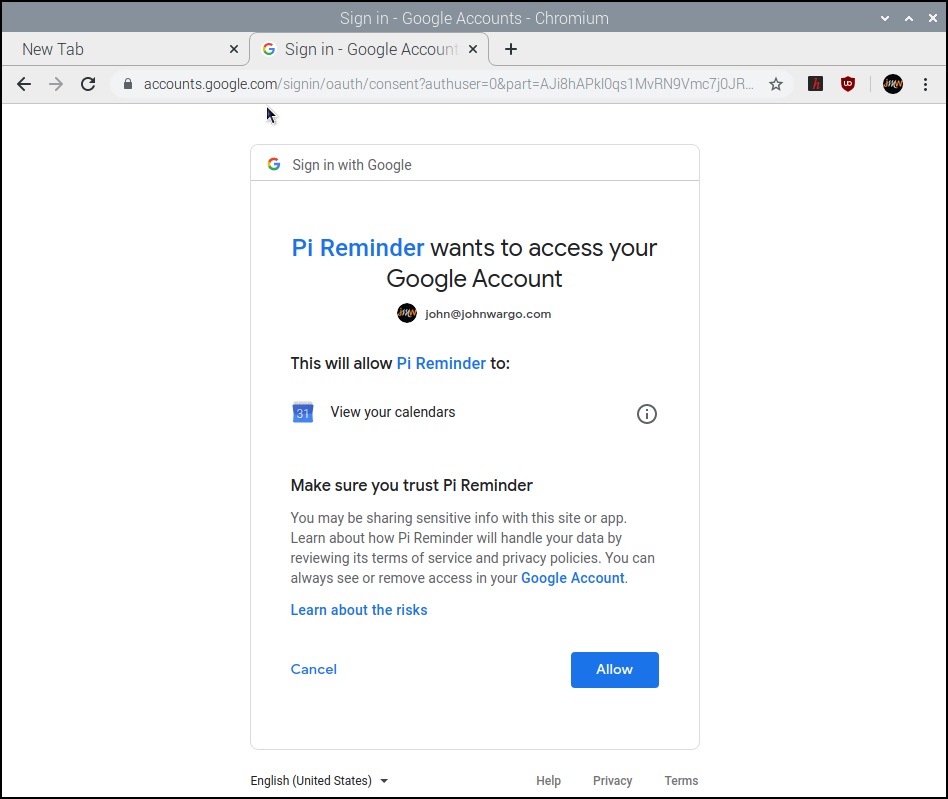 Sign in - Google Accounts - Chromium
New Tab
Sign in - Google Account
accounts.google.com/signin/oauth/consent?authuser=0&part=AJi8hAPkI0qs1MvRN9Vmc7j0JR...
Sign in with Google
Pi Reminder wants to access your
Google Account
john@johnwargo.com
This will allow Pi Reminder to:
31 View your calendars
Make sure you trust Pi Reminder
You may be sharing sensitive info with this site or app.
Learn about how Pi Reminder will handle your data by
reviewing its terms of service and privacy policies. You can
always see or remove access in your Google Account.
Learn about the risks
Cancel Allow
English (United States) Help Privacy Terms